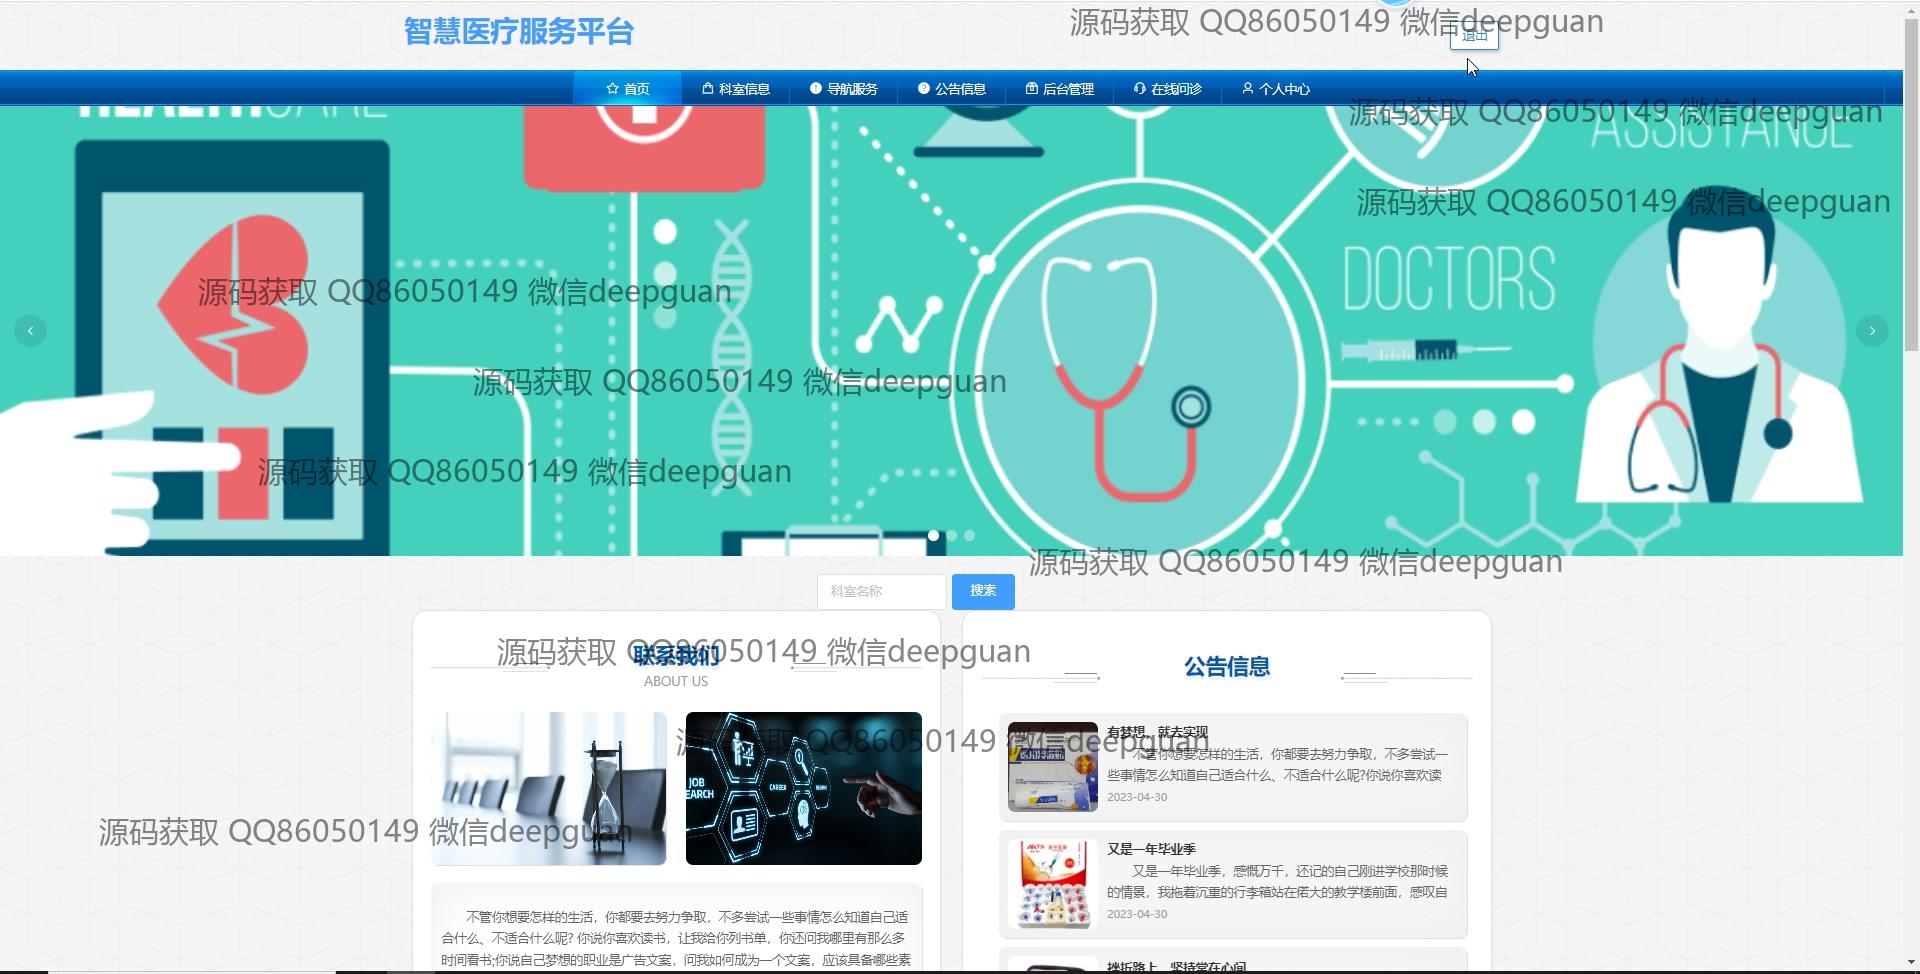 智慧医疗服务平台
源码获取 QQ86050149 微信deepguan
退出
首页
科室信息
导航服务
公告信息
后台管理
在线问诊
个人中心
HEALTHCARE
源码获取 QQ86050149 微信deepguan
ASSISTANCE
源码获取 QQ86050149 微信deepguan
DOCTORS
源码获取 QQ86050149 微信deepguan
源码获取 QQ86050149 微信deepguan
源码获取 QQ86050149 微信deepguan
源码获取 QQ86050149 微信deepguan
科室名称
搜索
源码获取 QQ86050149 微信deepguan
联系我们
ABOUT US
公告信息
源码获取 QQ86050149 微信deepguan
JOB
EARCH
CAREER
有梦想，就去实现
不管你想要怎样的生活，你都要去努力争取，不多尝试一
些事情怎么知道自己适合什么、不适合什么呢?你说你喜欢读
2023-04-30
源码获取 QQ86050149 微信deepguan
又是一年毕业季
又是一年毕业季，感慨万千，还记的自己刚进学校那时候
的情景，我拖着沉重的行李箱站在偌大的教学楼前面，感叹自
2023-04-30
不管你想要怎样的生活，你都要去努力争取，不多尝试一些事情怎么知道自己适
合什么、不适合什么呢? 你说你喜欢读书，让我给你列书单，你还问我哪里有那么多
时间看书;你说自己梦想的职业是广告文案，问我如何成为一个文案，应该具备哪些素
挫折路上，坚持常在心间